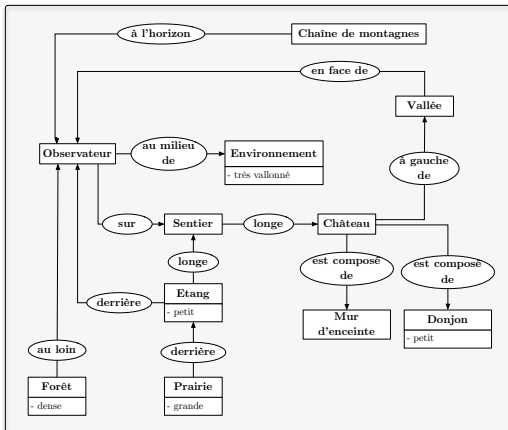 à l'horizon
Chaîne de montagnes
en face de
Vallée
Observateur
au milieu
de
Environnement
- très vallonné
à gauche
de
sur
Sentier
longe
Château
longe
est composé
de
est composé
de
derrière
Etang
- petit
Mur
d'enceinte
Donjon
- petit
au loin
derrière
Forêt
- dense
Prairie
- grande